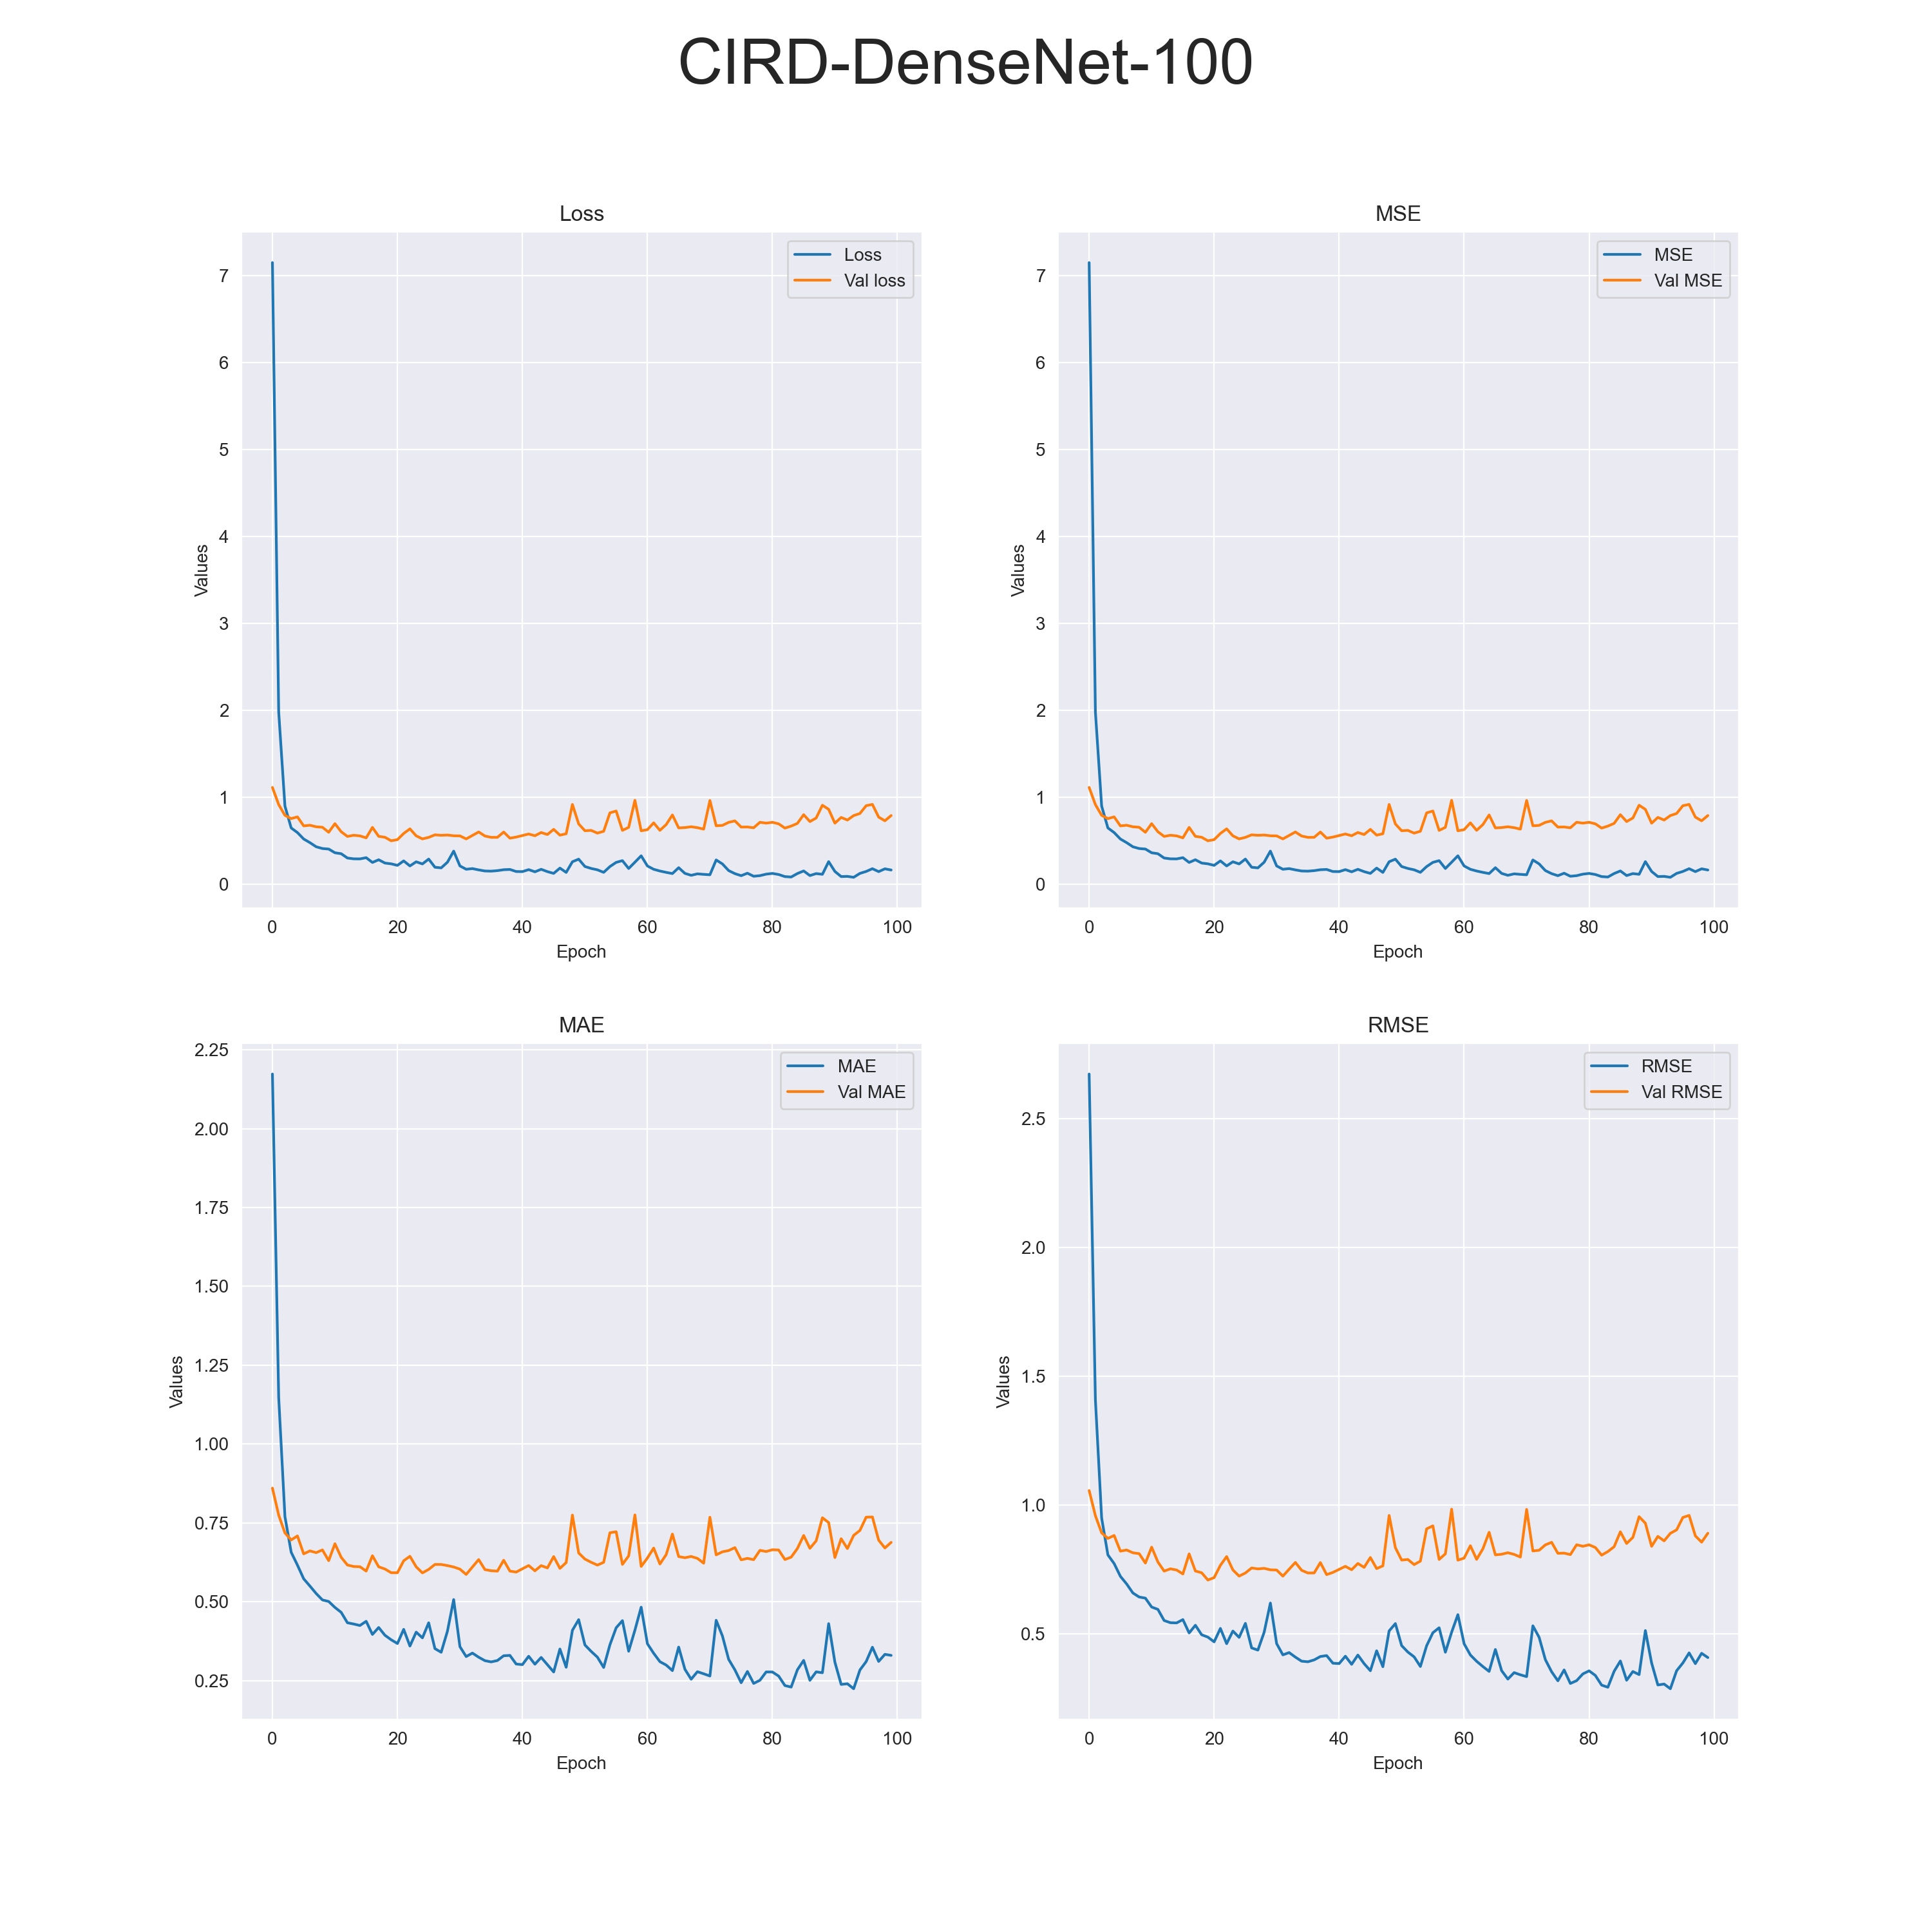 CIRD-DenseNet-100
Loss
Loss
Val loss
7
6
5
4
3
2
1
0
Values
0 20 40 60 80 100
Epoch
MSE
MSE
Val MSE
7
6
5
4
3
2
1
0
Values
0 20 40 60 80 100
Epoch
MAE
MAE
Val MAE
2.25
2.00
1.75
1.50
1.25
1.00
0.75
0.50
0.25
Values
0 20 40 60 80 100
Epoch
RMSE
RMSE
Val RMSE
2.5
2.0
1.5
1.0
0.5
Values
0 20 40 60 80 100
Epoch